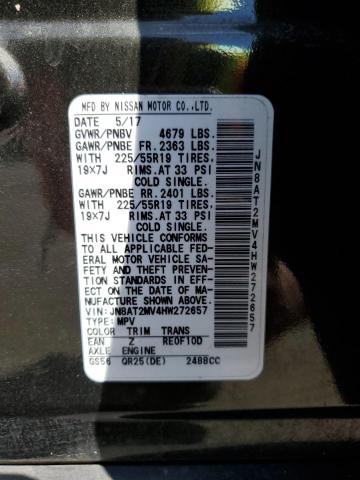 MFD BY NISSAN MOTOR CO.,LTD.
DATE 5/17
GVWR/PNBV 4679 LBS.
GAWR/PNBE FR. 2363 LBS.
WITH 225/55R19 TIRES,
19X7J RIMS.AT 33 PSI
COLD SINGLE.
GAWR/PNBE RR. 2401 LBS.
WITH 225/55R19 TIRES,
19X7J RIMS.AT 33 PSI
COLD SINGLE.
THIS VEHICLE CONFORMS
TO ALL APPLICABLE FED-
ERAL MOTOR VEHICLE SA-
FETY AND THEFT PREVENTION
STANDARDS IN EFFECT
ON THE DATE OF MA-
NUFACTURE SHOWN ABOVE.
VIN: JN8AT2MV4HW272657
TYPE: MPV
COLOR TRIM TRANS
EAN Z RE0F10D
AXLE ENGINE
GS56 QR25(DE) 2488CC
JN8AT2MV4HW272657